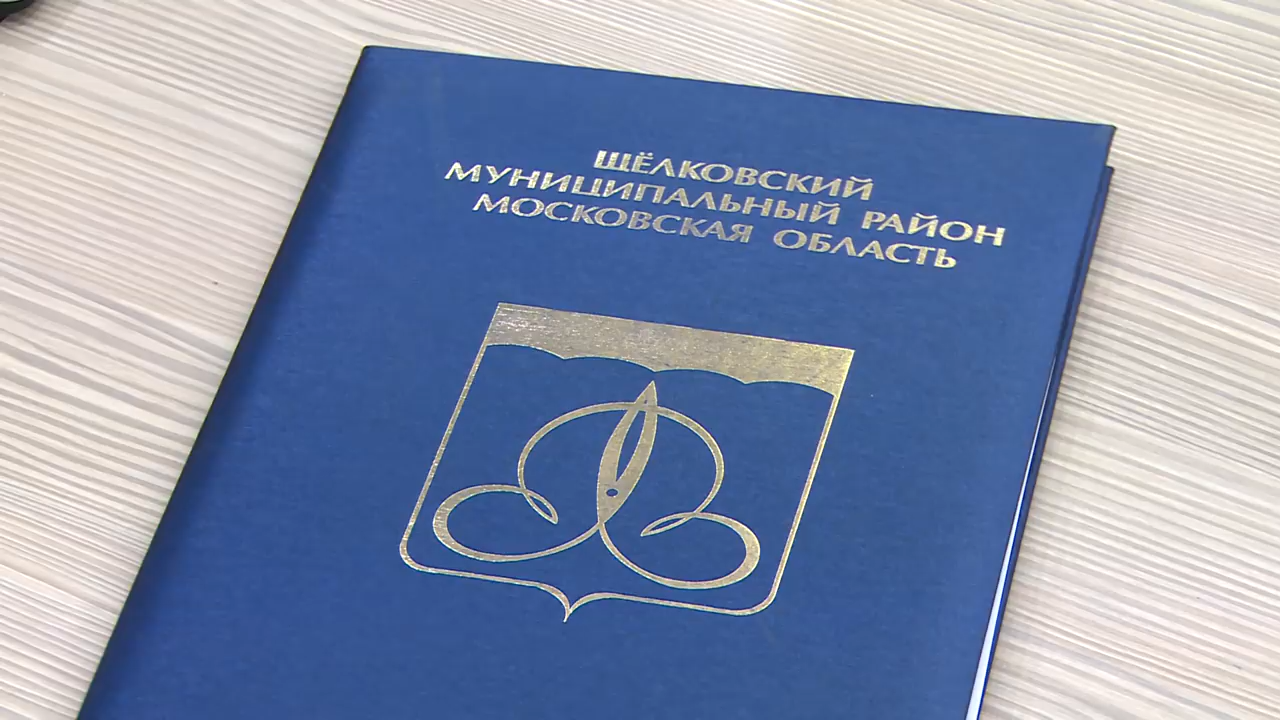 ЩЁЛКОВСКИЙ
МУНИЦИПАЛЬНЫЙ РАЙОН
МОСКОВСКАЯ ОБЛАСТЬ